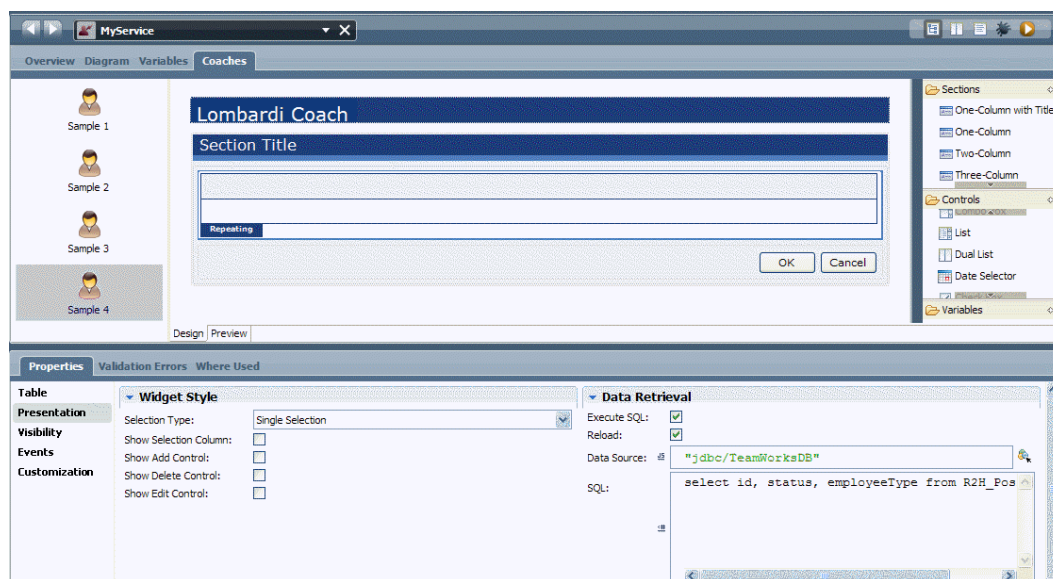 MyService
Overview Diagram Variables Coaches
Sample 1
Sample 2
Sample 3
Sample 4
Lombardi Coach
Section Title
Repeating
OK Cancel
Design Preview
Sections
One-Column with Title
One-Column
Two-Column
Three-Column
Controls
Combo Box
List
Dual List
Date Selector
Check Box
Variables
Properties Validation Errors Where Used
Table
Presentation
Visibility
Events
Customization
Widget Style
Selection Type: Single Selection
Show Selection Column:
Show Add Control:
Show Delete Control:
Show Edit Control:
Data Retrieval
Execute SQL:
Reload:
Data Source: "jdbc/TeamWorksDB"
SQL: select id, status, employeeType from R2H_Pos